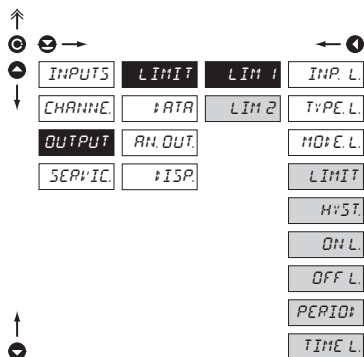 INPUTS LIMIT LIM 1 INP. L.
CHANNE. DATA LIM 2 TYPE. L.
OUTPUT AN. OUT. MODE. L.
SERVIC. DISP. LIMIT
HYST.
ON L.
OFF L.
PERIOD
TIME L.